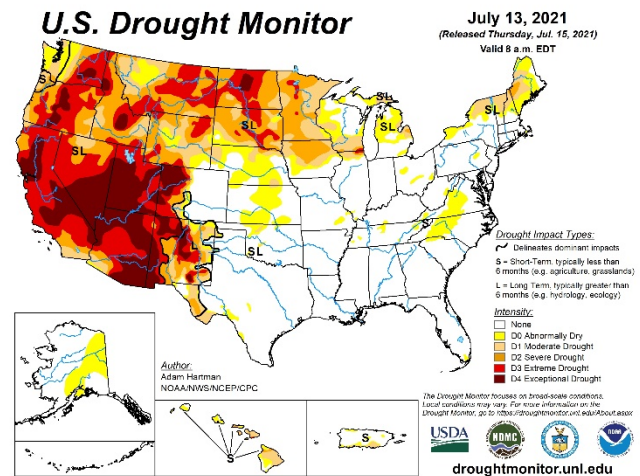 U.S. Drought Monitor
July 13, 2021
(Released Thursday, Jul. 15, 2021)
Valid 8 a.m. EDT
S
SL
SL
SL
SL
SL
SL
L
Drought Impact Types:
Delineates dominant impacts
S = Short-Term, typically less than
6 months (e.g. agriculture, grasslands)
L = Long Term, typically greater than
6 months (e.g. hydrology, ecology)
Intensity:
None
D0 Abnormally Dry
D1 Moderate Drought
D2 Severe Drought
D3 Extreme Drought
D4 Exceptional Drought
Author:
Adam Hartman
NOAA/NWS/NCEP/CPC
S
S
The Drought Monitor focuses on broad-scale conditions.
Local conditions may vary. For more information on the
Drought Monitor, go to https://droughtmonitor.unl.edu/About.aspx
USDA
NDMC
NOAA
droughtmonitor.unl.edu